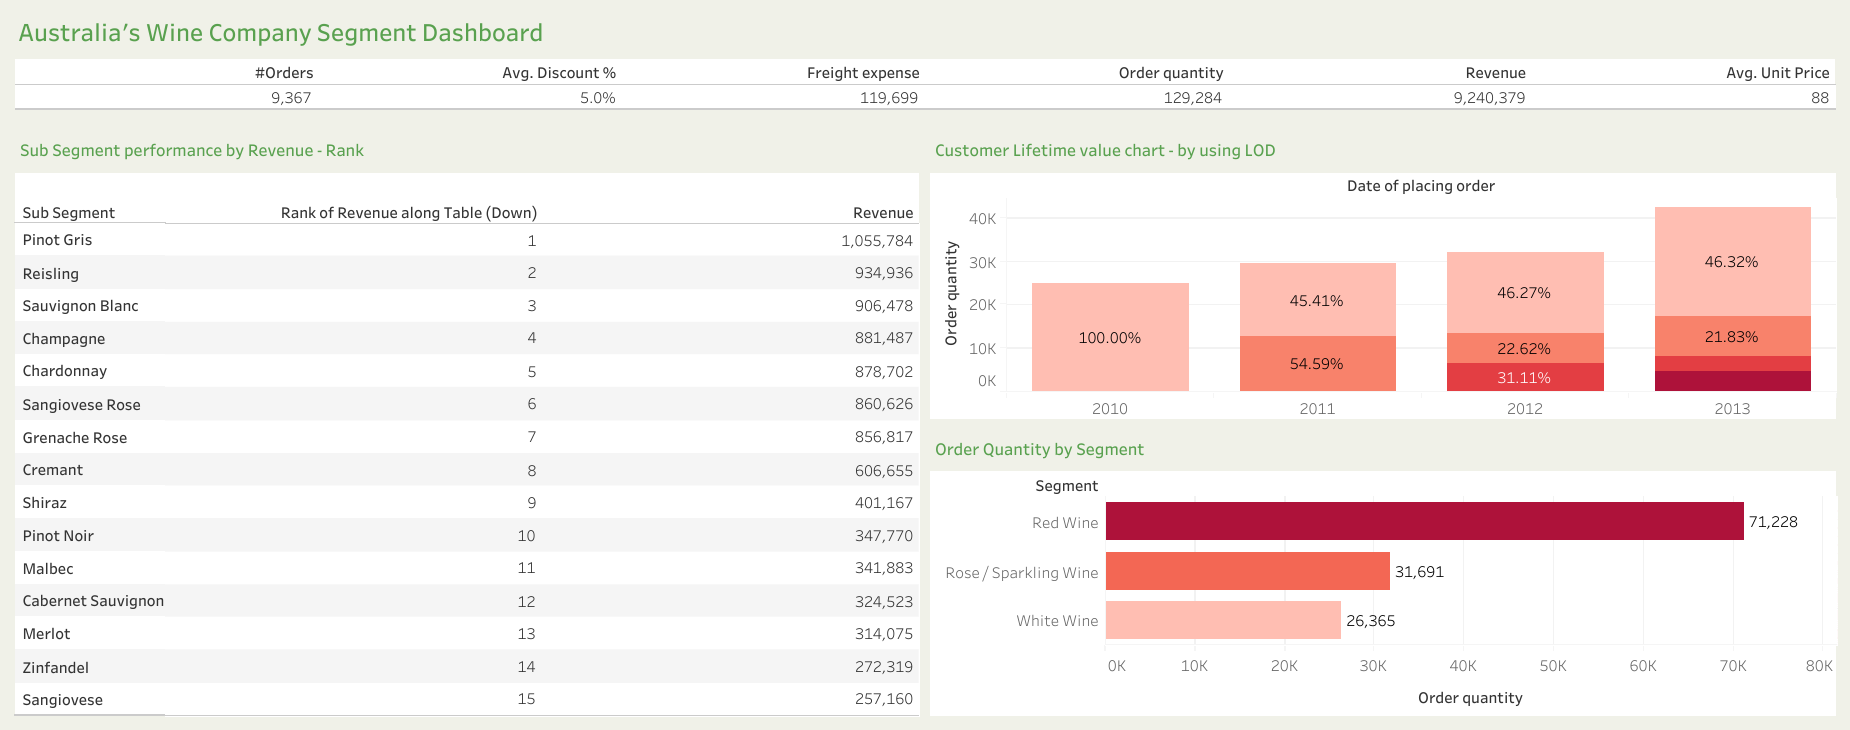 Australia's Wine Company Segment Dashboard
#Orders Avg. Discount % Freight expense Order quantity Revenue Avg. Unit Price
9,367 5.0% 119,699 129,284 9,240,379 88
Sub Segment performance by Revenue - Rank
Sub Segment Rank of Revenue along Table (Down) Revenue
Pinot Gris 1 1,055,784
Reisling 2 934,936
Sauvignon Blanc 3 906,478
Champagne 4 881,487
Chardonnay 5 878,702
Sangiovese Rose 6 860,626
Grenache Rose 7 856,817
Cremant 8 606,655
Shiraz 9 401,167
Pinot Noir 10 347,770
Malbec 11 341,883
Cabernet Sauvignon 12 324,523
Merlot 13 314,075
Zinfandel 14 272,319
Sangiovese 15 257,160
Customer Lifetime value chart - by using LOD
Date of placing order
Order quantity
40K
30K
20K
10K
0K
100.00%
45.41%
54.59%
46.27%
22.62%
31.11%
46.32%
21.83%
2010 2011 2012 2013
Order Quantity by Segment
Segment
Red Wine 71,228
Rose / Sparkling Wine 31,691
White Wine 26,365
0K 10K 20K 30K 40K 50K 60K 70K 80K
Order quantity